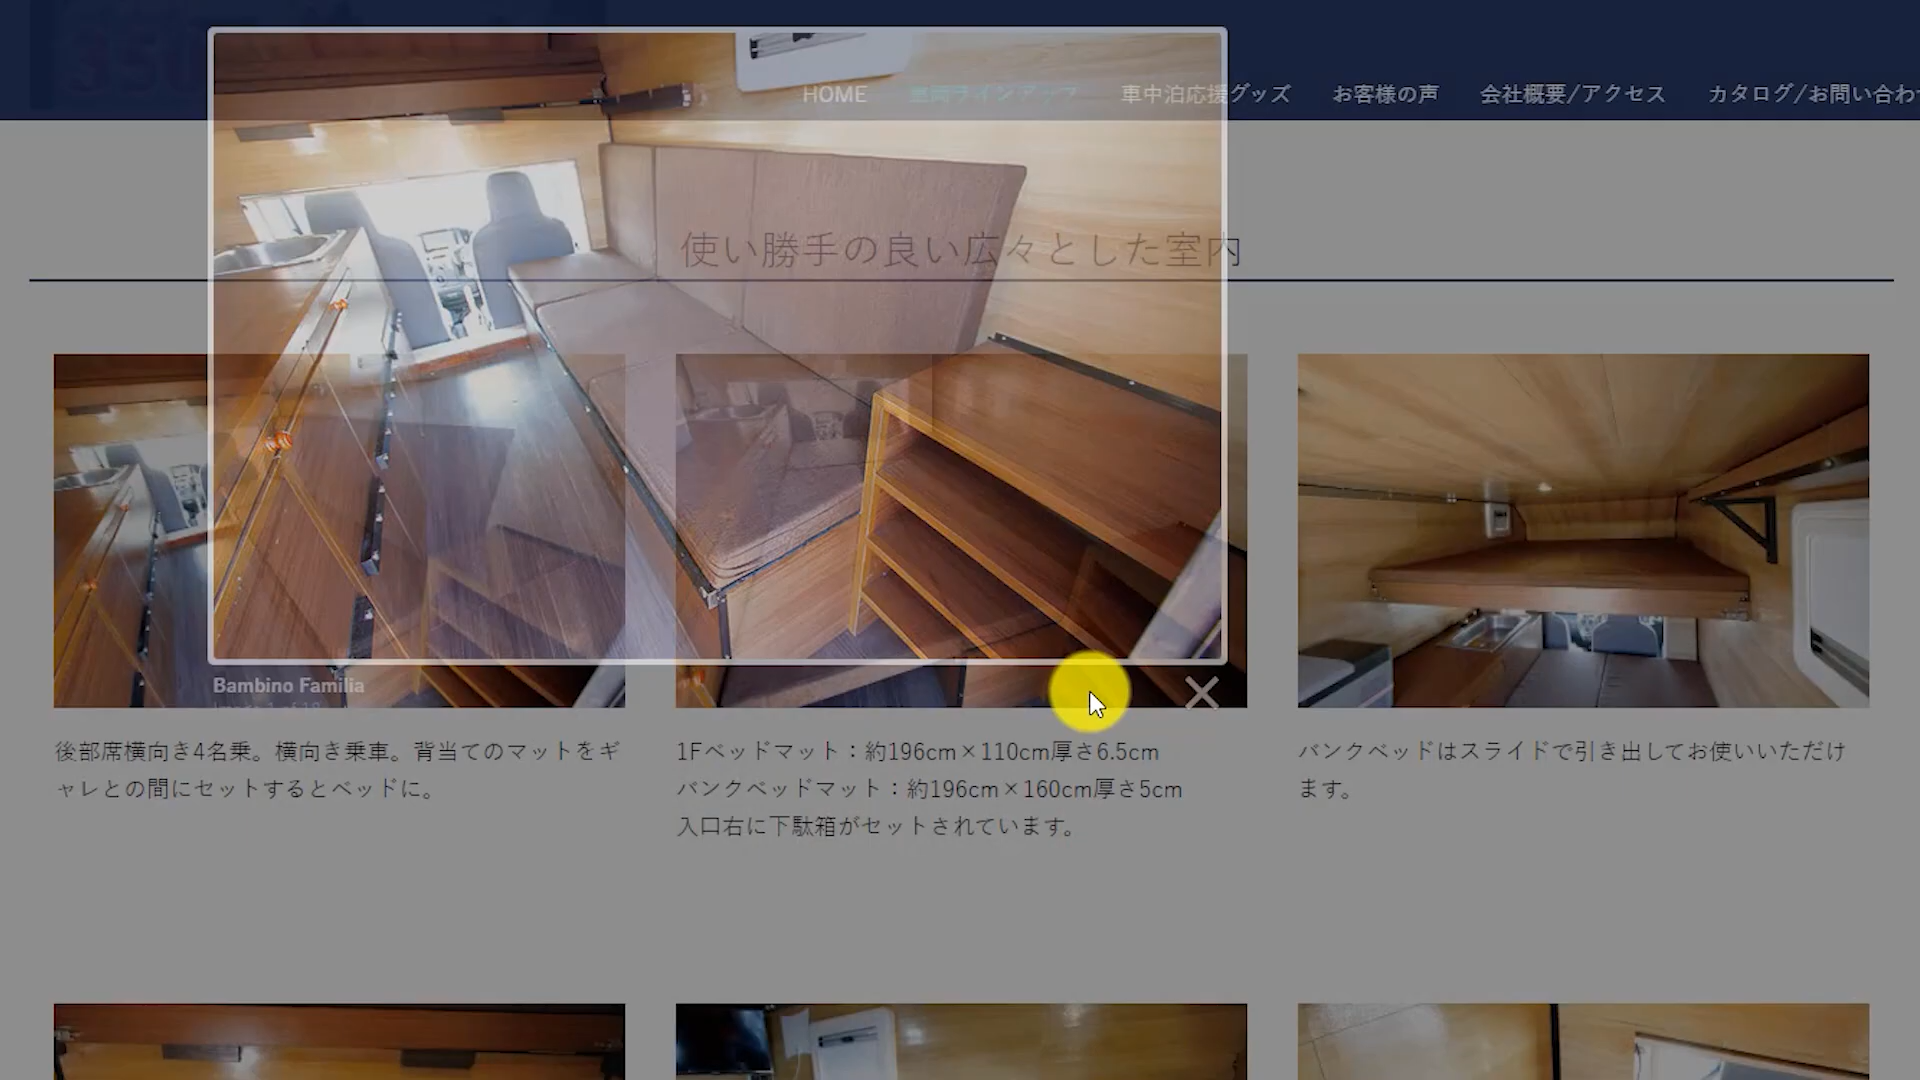 350
HOME
車両ラインアップ
車中泊応援グッズ
お客様の声
会社概要/アクセス
カタログ/お問い合わ
使い勝手の良い広々とした室内
Bambino Familia
後部席横向き4名乗。横向き乗車。背当てのマットをギ
ャレとの間にセットするとベッドに。
1Fベッドマット：約196cm×110cm厚さ6.5cm
バンクベッドマット：約196cm×160cm厚さ5cm
入口右に下駄箱がセットされています。
バンクベッドはスライドで引き出してお使いいただけ
ます。